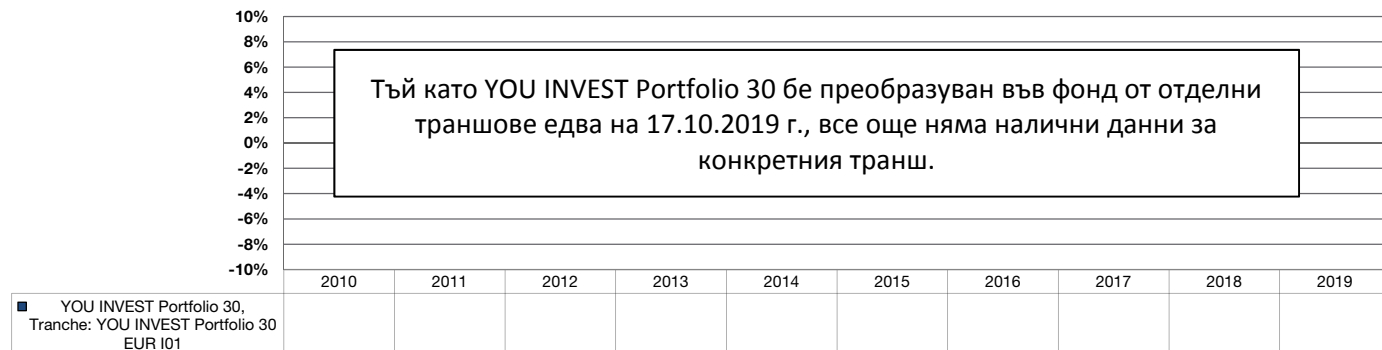 10%
8%
6%
4%
2%
0%
-2%
-4%
-6%
-8%
-10%
Тъй като YOU INVEST Portfolio 30 бе преобразуван във фонд от отделни
траншове едва на 17.10.2019 г., все още няма налични данни за
конкретния транш.
2010 2011 2012 2013 2014 2015 2016 2017 2018 2019
YOU INVEST Portfolio 30,
Tranche: YOU INVEST Portfolio 30
EUR I01